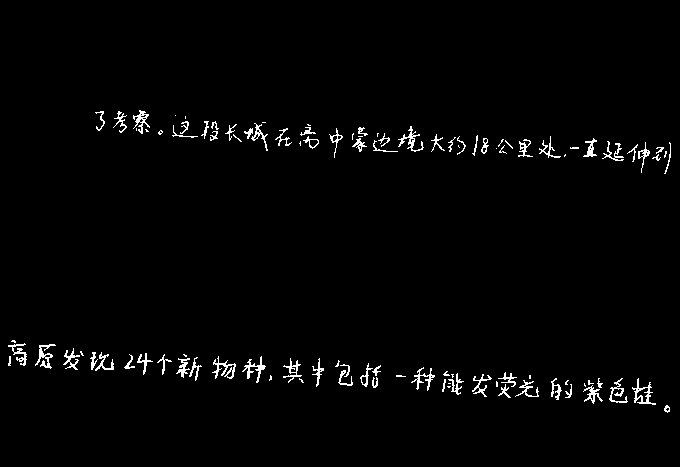 了考察。这段长城在离中蒙边境大约18公里处,一直延伸到
高原发现24个新物种,其中包括一种能发荧光的紫色蛙。